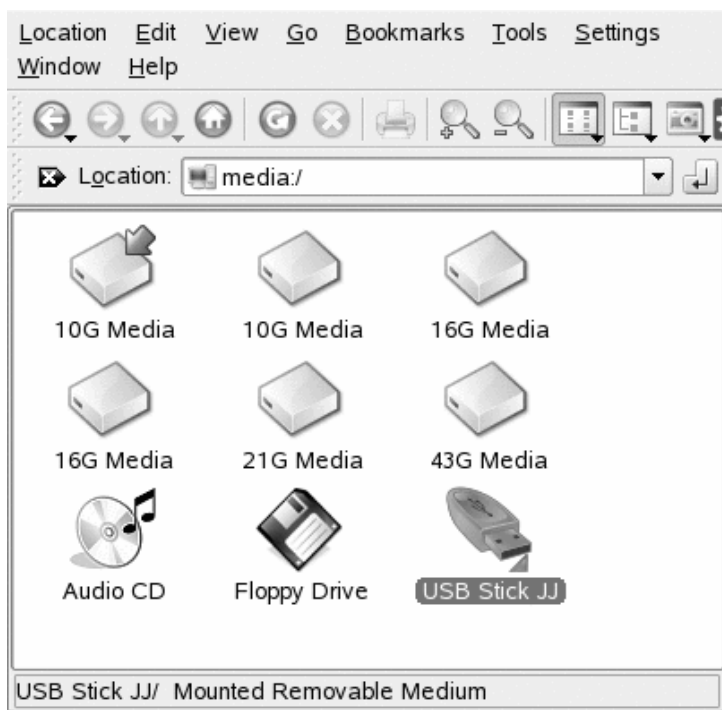 Location Edit View Go Bookmarks Tools Settings
Window Help
Location: media:/
10G Media 10G Media 16G Media
16G Media 21G Media 43G Media
Audio CD Floppy Drive USB Stick JJ
USB Stick JJ/ Mounted Removable Medium